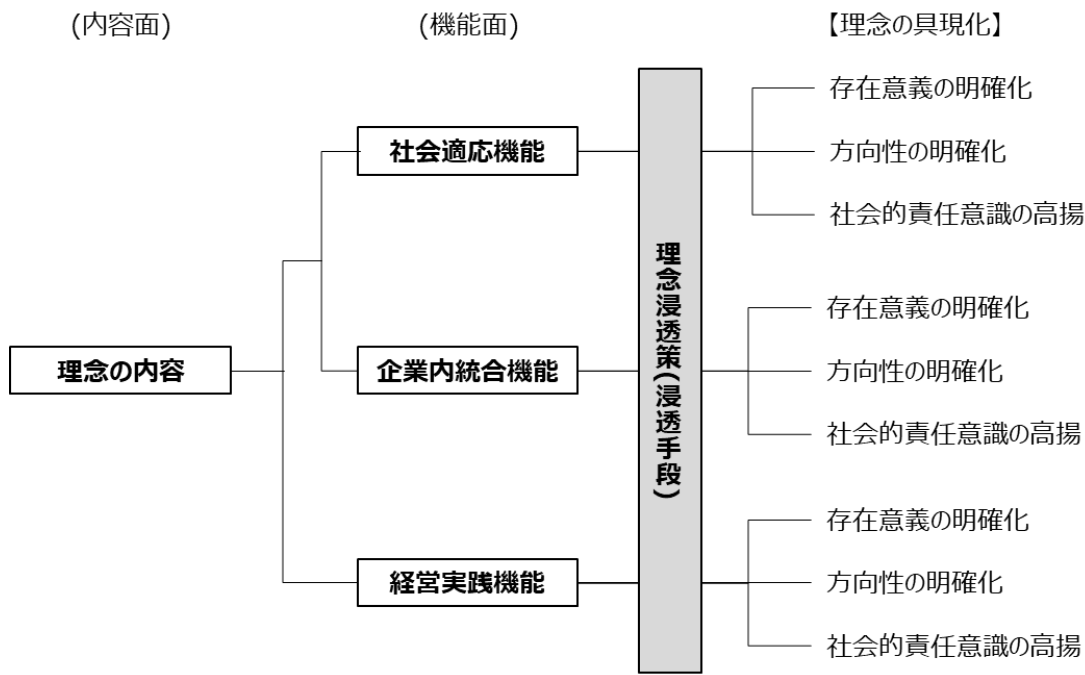 (内容面)
(機能面)
【理念の具現化】
理念の内容
社会適応機能
企業内統合機能
経営実践機能
理念浸透策(浸透手段)
存在意義の明確化
方向性の明確化
社会的責任意識の高揚
存在意義の明確化
方向性の明確化
社会的責任意識の高揚
存在意義の明確化
方向性の明確化
社会的責任意識の高揚